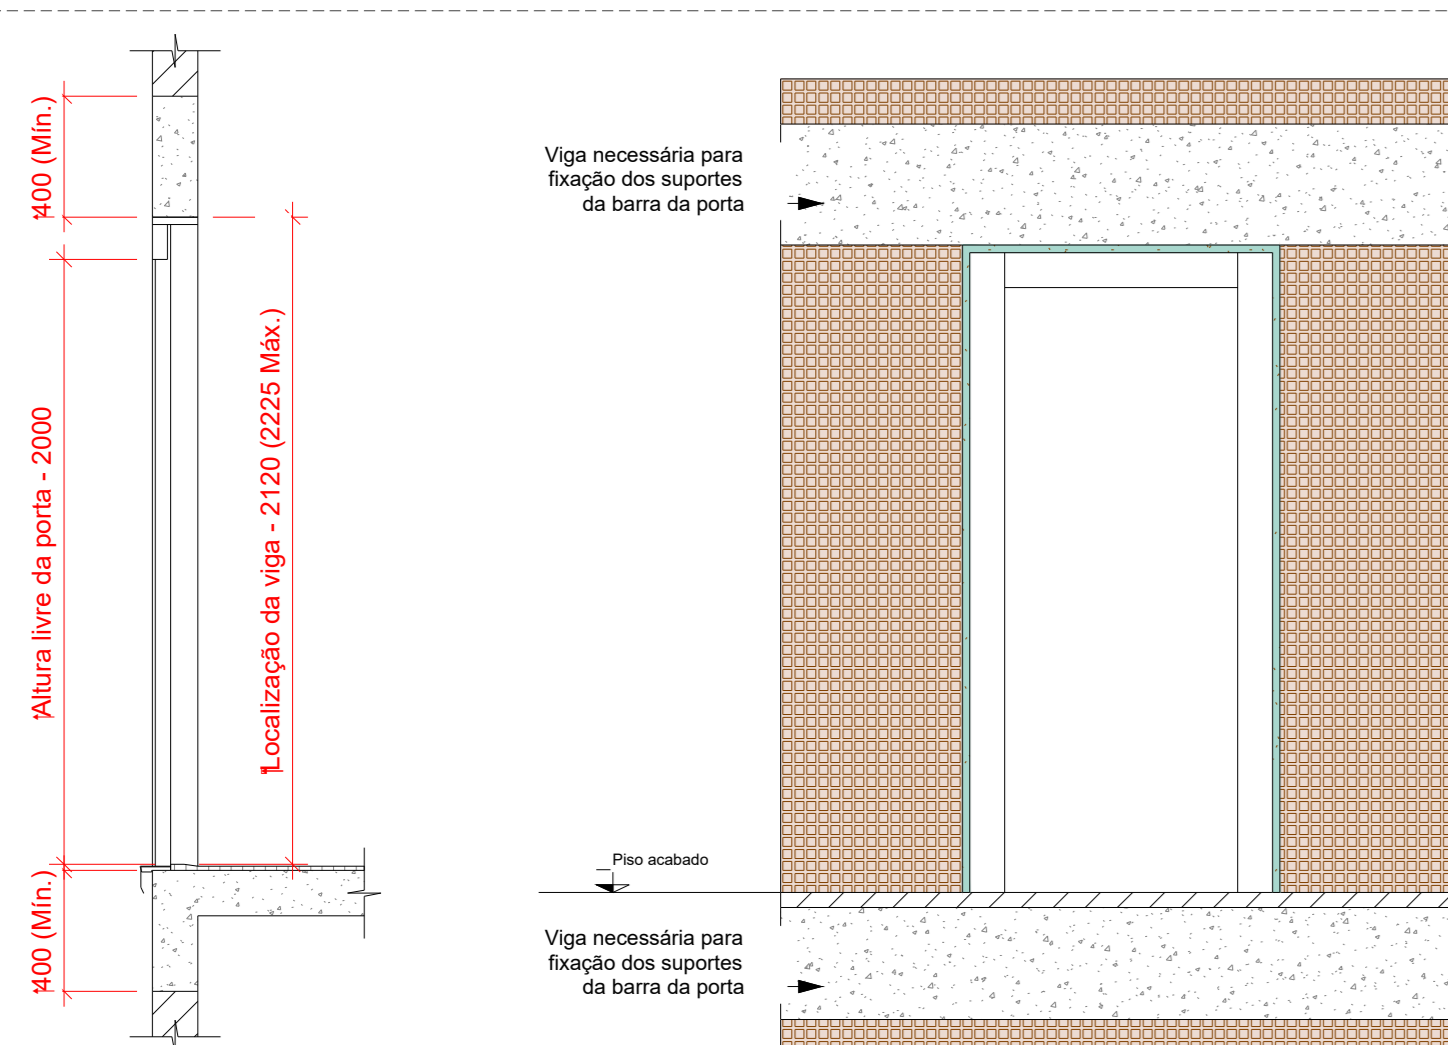 400 (Mín.)
Altura livre da porta - 2000
400 (Mín.)
Localização da viga - 2120 (2225 Máx.)
Viga necessária para
fixação dos suportes
da barra da porta
Piso acabado
Viga necessária para
fixação dos suportes
da barra da porta